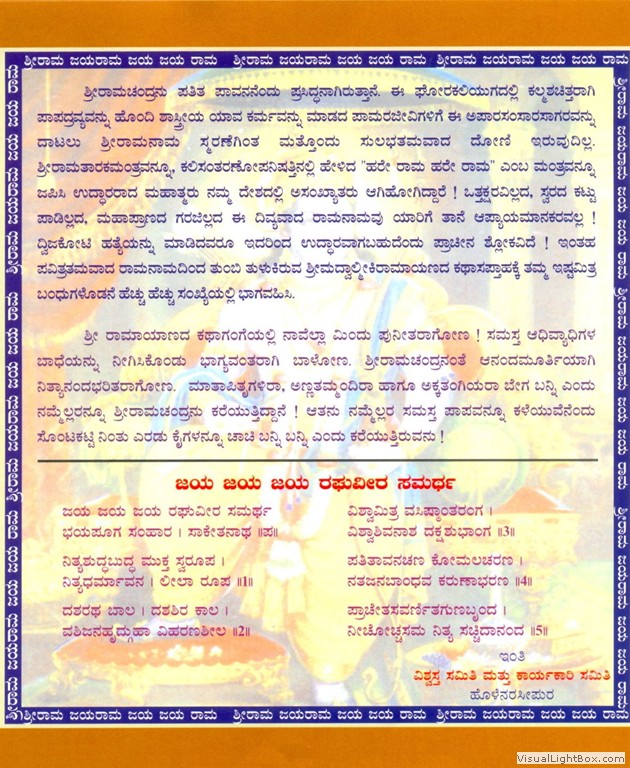 ಶ್ರೀರಾಮ ಜಯರಾಮ ಜಯ ಜಯ ರಾಮ ಶ್ರೀರಾಮ ಜಯರಾಮ ಜಯ ಜಯ ರಾಮ ಶ್ರೀರಾಮ ಜಯರಾಮ ಜಯ ಜಯ ರಾಮ
ಶ್ರೀರಾಮಚಂದ್ರನು ಪತಿತ ಪಾವನನೆಂದು ಪ್ರಸಿದ್ಧನಾಗಿರುತ್ತಾನೆ. ಈ ಘೋರಕಲಿಯುಗದಲ್ಲಿ ಕಲ್ಮಶಚಿತ್ತರಾಗಿ
ಪಾಪದ್ರವ್ಯವನ್ನು ಹೊಂದಿ ಶಾಸ್ತ್ರೀಯ ಯಾವ ಕರ್ಮವನ್ನು ಮಾಡದ ಪಾಮರಜೀವಿಗಳಿಗೆ ಈ ಅಪಾರಸಂಸಾರಸಾಗರವನ್ನು
ದಾಟಲು ಶ್ರೀರಾಮನಾಮ ಸ್ಮರಣೆಗಿಂತ ಮತ್ತೊಂದು ಸುಲಭತಮವಾದ ದೋಣಿ ಇರುವುದಿಲ್ಲ.
ಶ್ರೀರಾಮತಾರಕಮಂತ್ರವನ್ನೂ, ಕಲಿಸಂತರಣೋಪನಿಷತ್ತಿನಲ್ಲಿ ಹೇಳಿದ "ಹರೇ ರಾಮ ಹರೇ ರಾಮ" ಎಂಬ ಮಂತ್ರವನ್ನೂ
ಜಪಿಸಿ ಉದ್ಧಾರರಾದ ಮಹಾತ್ಮರು ನಮ್ಮ ದೇಶದಲ್ಲಿ ಅಸಂಖ್ಯಾತರು ಆಗಿಹೋಗಿದ್ದಾರೆ ! ಒತ್ತಕ್ಷರವಿಲ್ಲದ, ಸ್ವರದ ಕಟ್ಟು
ಪಾಡಿಲ್ಲದ, ಮಹಾಪ್ರಾಣದ ಗರಜಿಲ್ಲದ ಈ ದಿವ್ಯವಾದ ರಾಮನಾಮವು ಯಾರಿಗೆ ತಾನೆ ಆಪ್ಯಾಯಮಾನಕರವಲ್ಲ !
ದ್ವಿಜಕೋಟಿ ಹತ್ಯೆಯನ್ನು ಮಾಡಿದವರೂ ಇದರಿಂದ ಉದ್ಧಾರವಾಗಬಹುದೆಂದು ಪ್ರಾಚೀನ ಶ್ಲೋಕವಿದೆ ! ಇಂತಹ
ಪವಿತ್ರತಮವಾದ ರಾಮನಾಮದಿಂದ ತುಂಬಿ ತುಳುಕಿರುವ ಶ್ರೀಮದ್ವಾಲ್ಮೀಕಿರಾಮಾಯಣದ ಕಥಾಸಪ್ತಾಹಕ್ಕೆ ತಮ್ಮ ಇಷ್ಟಮಿತ್ರ
ಬಂಧುಗಳೊಡನೆ ಹೆಚ್ಚು ಹೆಚ್ಚು ಸಂಖ್ಯೆಯಲ್ಲಿ ಭಾಗವಹಿಸಿ.
ಶ್ರೀ ರಾಮಾಯಣದ ಕಥಾಗಂಗೆಯಲ್ಲಿ ನಾವೆಲ್ಲಾ ಮಿಂದು ಪುನೀತರಾಗೋಣ ! ಸಮಸ್ತ ಆಧಿವ್ಯಾಧಿಗಳ
ಬಾಧೆಯನ್ನು ನೀಗಿಸಿಕೊಂಡು ಭಾಗ್ಯವಂತರಾಗಿ ಬಾಳೋಣ. ಶ್ರೀರಾಮಚಂದ್ರನಂತೆ ಆನಂದಮೂರ್ತಿಯಾಗಿ
ನಿತ್ಯಾನಂದಭರಿತರಾಗೋಣ. ಮಾತಾಪಿತೃಗಳಿರಾ, ಅಣ್ಣತಮ್ಮಂದಿರಾ ಹಾಗೂ ಅಕ್ಕತಂಗಿಯರಾ ಬೇಗ ಬನ್ನಿ ಎಂದು
ನಮ್ಮೆಲ್ಲರನ್ನೂ ಶ್ರೀರಾಮಚಂದ್ರನು ಕರೆಯುತ್ತಿದ್ದಾನೆ ! ಆತನು ನಮ್ಮೆಲ್ಲರ ಸಮಸ್ತ ಪಾಪವನ್ನೂ ಕಳೆಯುವೆನೆಂದು
ಸೊಂಟಕಟ್ಟಿ ನಿಂತು ಎರಡು ಕೈಗಳನ್ನೂ ಚಾಚಿ ಬನ್ನಿ ಬನ್ನಿ ಎಂದು ಕರೆಯುತ್ತಿರುವನು !
ಜಯ ಜಯ ಜಯ ರಘುವೀರ ಸಮರ್ಥ
ಜಯ ಜಯ ಜಯ ರಘುವೀರ ಸಮರ್ಥ
ಭಯಪೂಗ ಸಂಹಾರ । ಸಾಕೇತನಾಥ ॥ಪ॥
ನಿತ್ಯಶುದ್ಧಬುದ್ಧ ಮುಕ್ತ ಸ್ವರೂಪ ।
ನಿತ್ಯಧರ್ಮಾವನ । ಲೀಲಾ ರೂಪ ॥1॥
ದಶರಥ ಬಾಲ । ದಶಶಿರ ಕಾಲ ।
ವಶಿಜನಹೃದ್ಗುಹಾ ವಿಹರಣಶೀಲ ॥2॥
ವಿಶ್ವಾಮಿತ್ರ ವಸಿಷ್ಠಾಂತರಂಗ ।
ವಿಶ್ವಾಶಿವನಾಶ ದಕ್ಷಶುಭಾಂಗ ॥3॥
ಪತಿತಾವನಚಣ ಕೋಮಲಚರಣ ।
ನತಜನಬಾಂಧವ ಕರುಣಾಭರಣ ॥4॥
ಪ್ರಾಚೇತಸವರ್ಣಿತಗುಣಬೃಂದ ।
ನೀಚೋಚ್ಚಸಮ ನಿತ್ಯ ಸಚ್ಚಿದಾನಂದ ॥5॥
ಇಂತಿ
ವಿಶ್ವಸ್ತ ಸಮಿತಿ ಮತ್ತು ಕಾರ್ಯಕಾರಿ ಸಮಿತಿ
ಹೊಳೆನರಸೀಪುರ
ಶ್ರೀರಾಮ ಜಯರಾಮ ಜಯ ಜಯ ರಾಮ ಶ್ರೀರಾಮ ಜಯರಾಮ ಜಯ ಜಯ ರಾಮ ಶ್ರೀರಾಮ ಜಯರಾಮ ಜಯ ಜಯ ರಾಮ
VisualLightBox.com